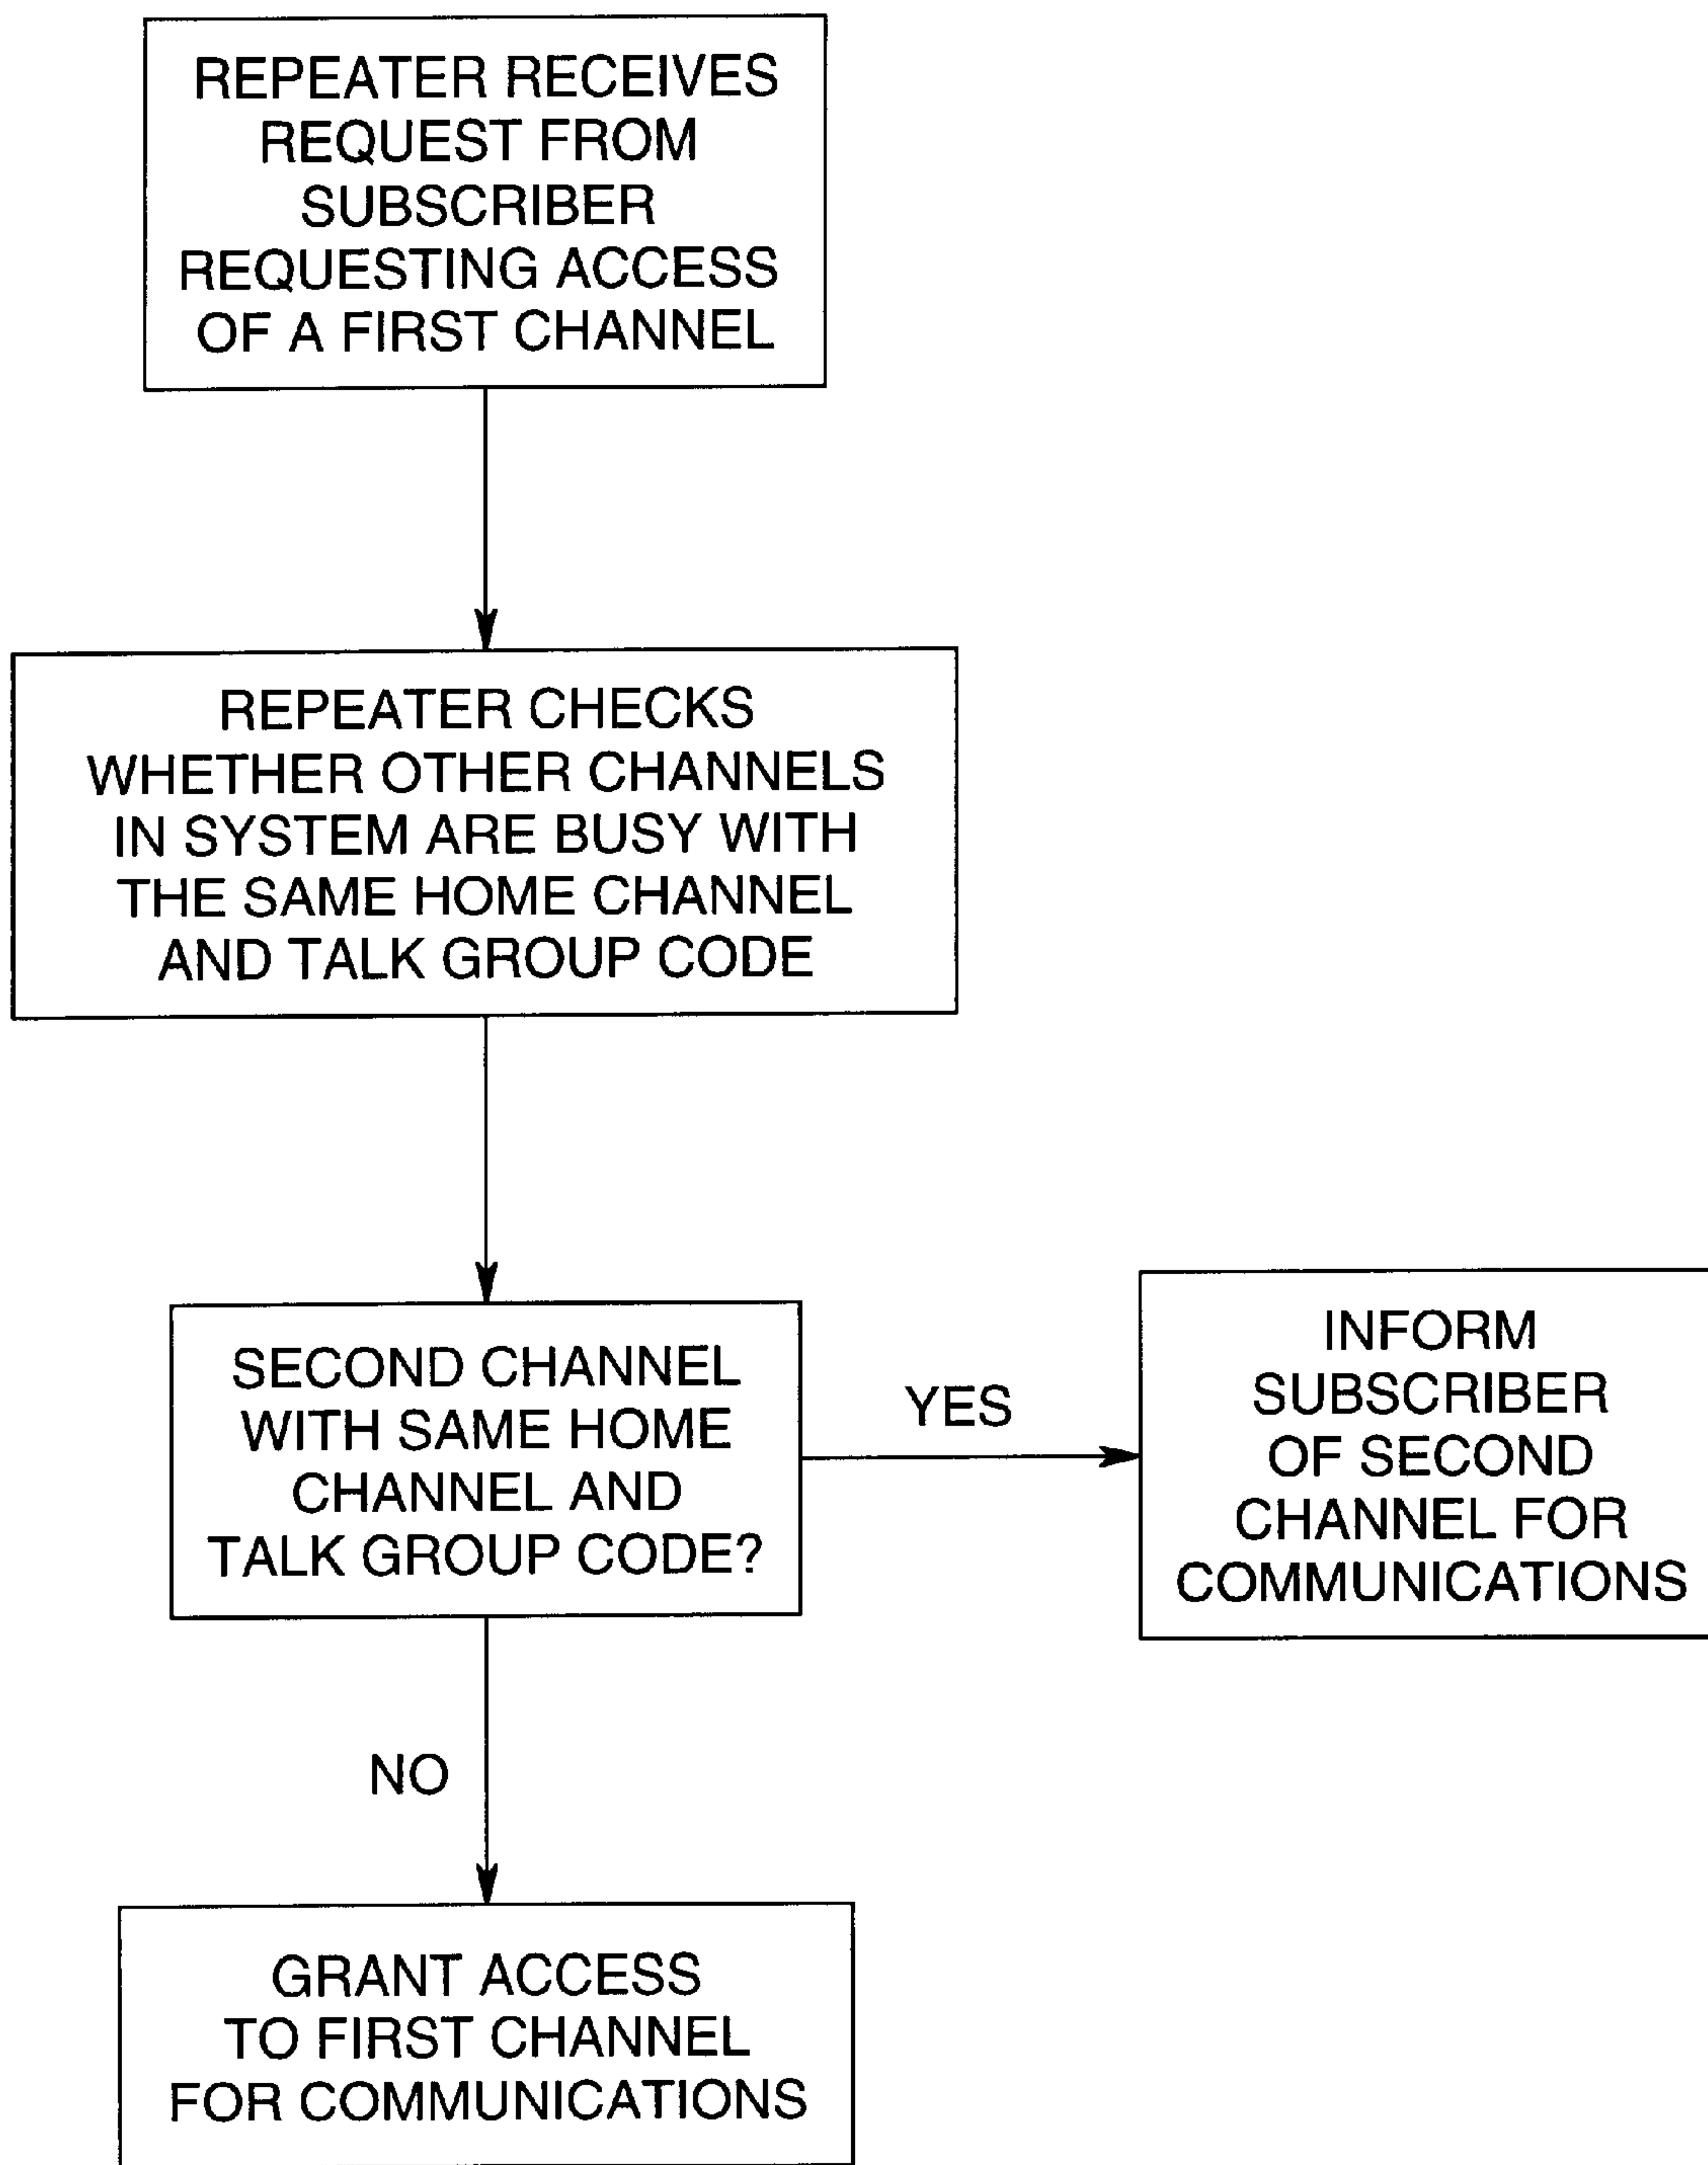 REPEATER RECEIVES
REQUEST FROM
SUBSCRIBER
REQUESTING ACCESS
OF A FIRST CHANNEL
REPEATER CHECKS
WHETHER OTHER CHANNELS
IN SYSTEM ARE BUSY WITH
THE SAME HOME CHANNEL
AND TALK GROUP CODE
SECOND CHANNEL
WITH SAME HOME
CHANNEL AND
TALK GROUP CODE?
YES
INFORM
SUBSCRIBER
OF SECOND
CHANNEL FOR
COMMUNICATIONS
NO
GRANT ACCESS
TO FIRST CHANNEL
FOR COMMUNICATIONS